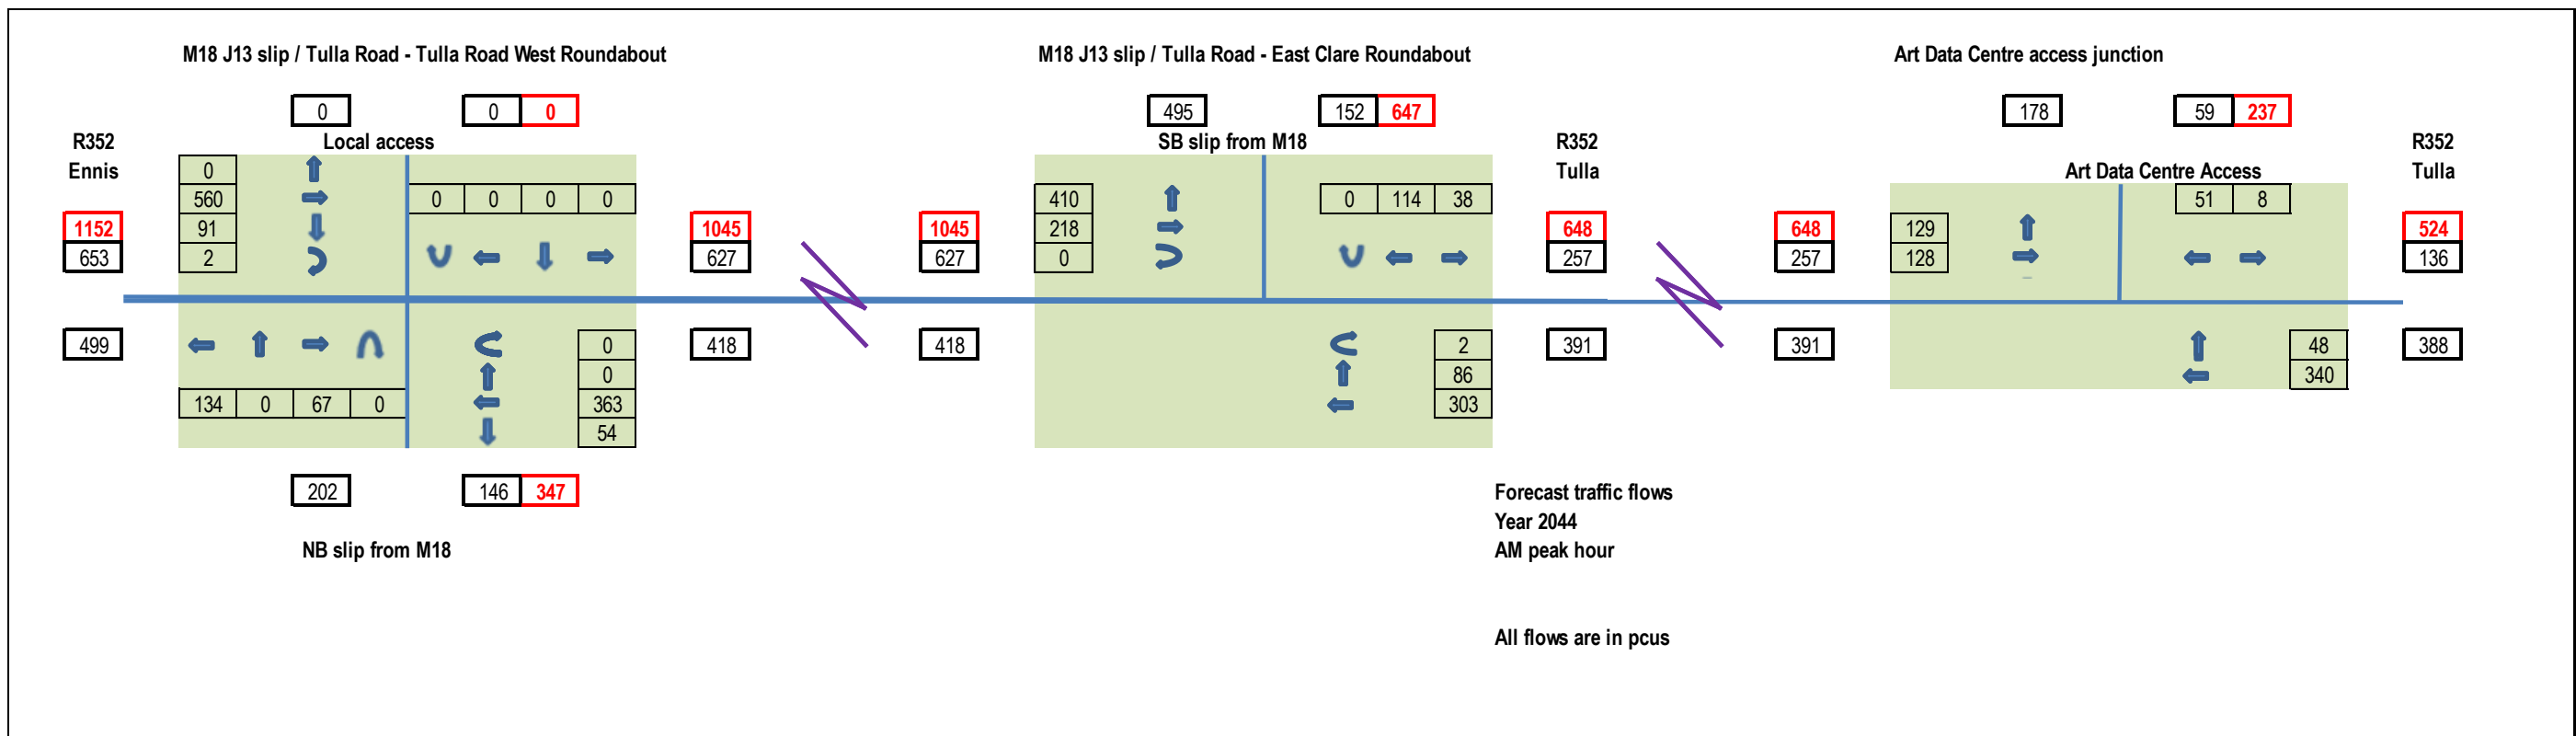 M18 J13 slip / Tulla Road - Tulla Road West Roundabout
M18 J13 slip / Tulla Road - East Clare Roundabout
Art Data Centre access junction
0 0 0
495 152 647
178 59 237
R352
Ennis
Local access
SB slip from M18
R352
Tulla
Art Data Centre Access
R352
Tulla
0
560
91
2
0 0 0 0
1152
653
1045
627
1045
627
410
218
0
0 114 38
648
257
648
257
129
128
51 8
524
136
499
134 0 67 0
0
0
363
54
418
418
2
86
303
391
391
48
340
388
202 146 347
NB slip from M18
Forecast traffic flows
Year 2044
AM peak hour
All flows are in pcus